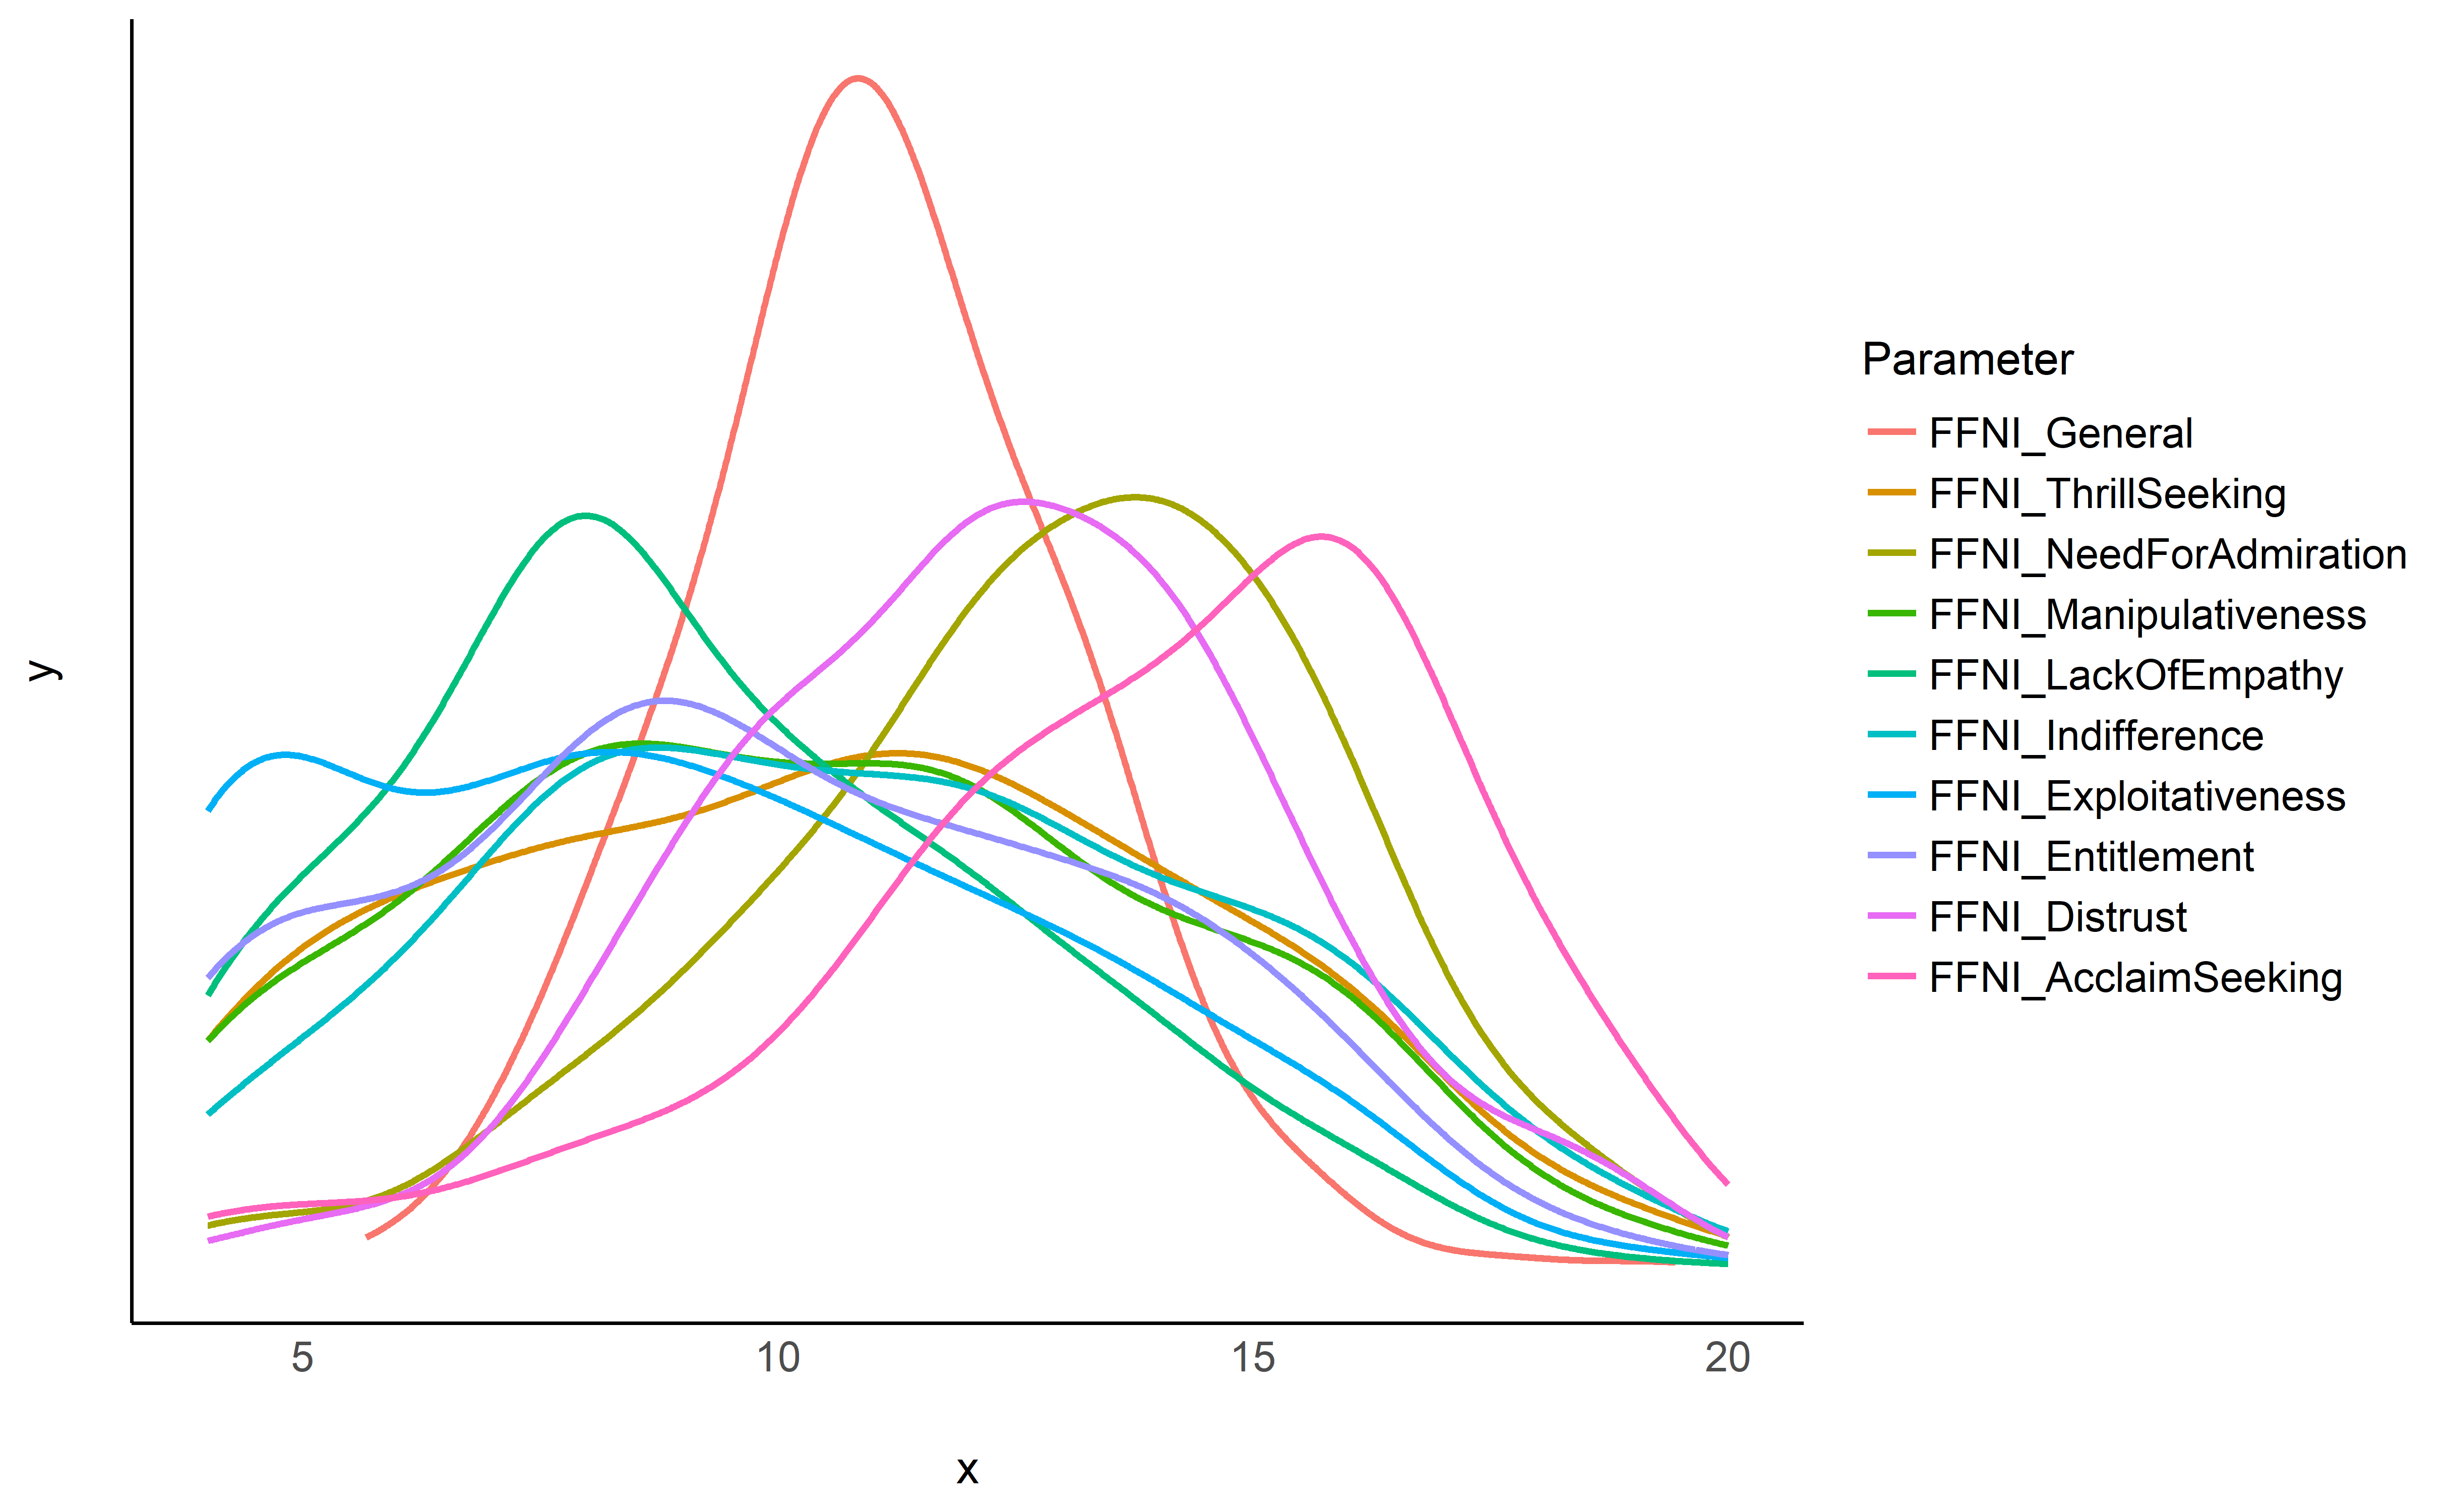 y
5
10
15
20
x
Parameter
FFNI_General
FFNI_ThrillSeeking
FFNI_NeedForAdmiration
FFNI_Manipulativeness
FFNI_LackOfEmpathy
FFNI_Indifference
FFNI_Exploitativeness
FFNI_Entitlement
FFNI_Distrust
FFNI_AcclaimSeeking